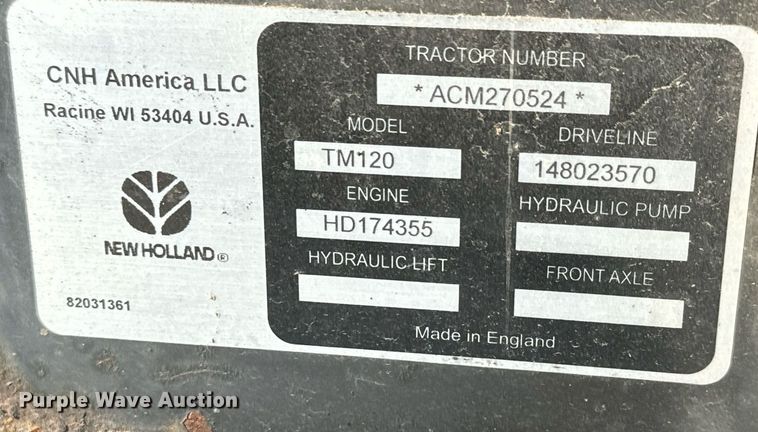 CNH America LLC
Racine WI 53404 U.S.A.
NEW HOLLAND®
82031361
TRACTOR NUMBER
* ACM270524 *
MODEL
TM120
DRIVELINE
148023570
ENGINE
HD174355
HYDRAULIC PUMP
HYDRAULIC LIFT
FRONT AXLE
Made in England
Purple Wave Auction